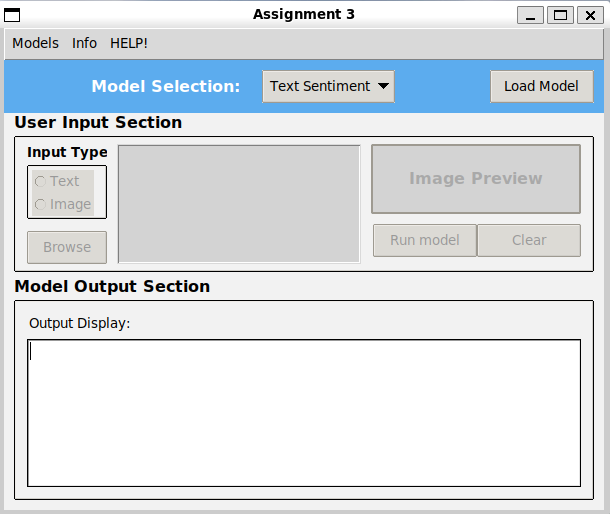 Assignment 3
Models Info HELP!
Model Selection: Text Sentiment Load Model
User Input Section
Input Type
Text
Image
Browse
Image Preview
Run model Clear
Model Output Section
Output Display: